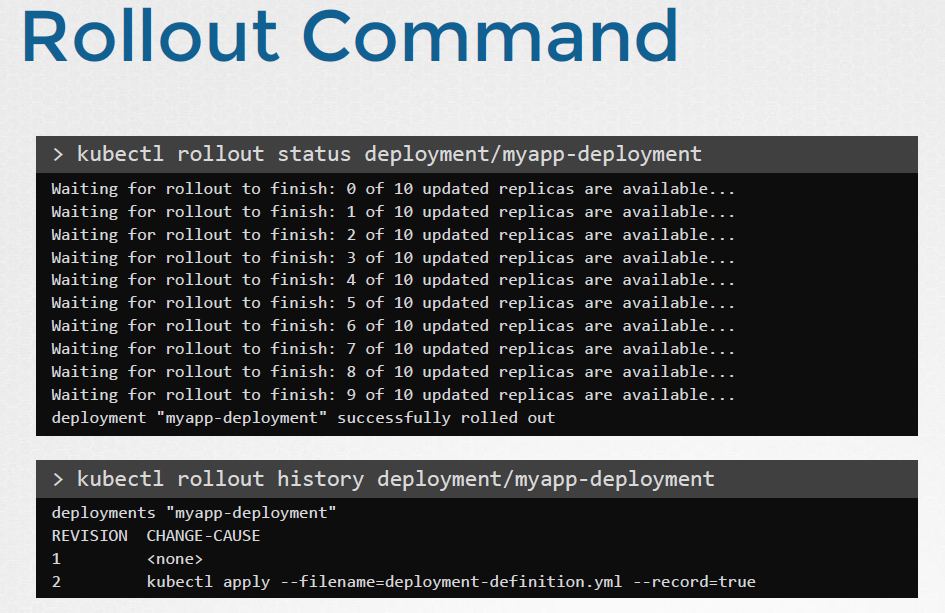 Rollout Command
> kubectl rollout status deployment/myapp-deployment
Waiting for rollout to finish: 0 of 10 updated replicas are available...
Waiting for rollout to finish: 1 of 10 updated replicas are available...
Waiting for rollout to finish: 2 of 10 updated replicas are available...
Waiting for rollout to finish: 3 of 10 updated replicas are available...
Waiting for rollout to finish: 4 of 10 updated replicas are available...
Waiting for rollout to finish: 5 of 10 updated replicas are available...
Waiting for rollout to finish: 6 of 10 updated replicas are available...
Waiting for rollout to finish: 7 of 10 updated replicas are available...
Waiting for rollout to finish: 8 of 10 updated replicas are available...
Waiting for rollout to finish: 9 of 10 updated replicas are available...
deployment "myapp-deployment" successfully rolled out
> kubectl rollout history deployment/myapp-deployment
deployments "myapp-deployment"
REVISION CHANGE-CAUSE
1 <none>
2 kubectl apply --filename=deployment-definition.yml --record=true